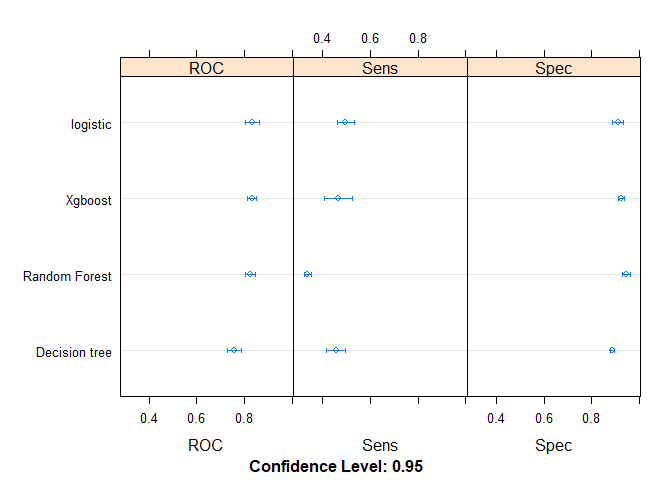 0.4 0.6 0.8
ROC Sens Spec
logistic
Xgboost
Random Forest
Decision tree
0.4 0.6 0.8 0.4 0.6 0.8
ROC Sens Spec
Confidence Level: 0.95